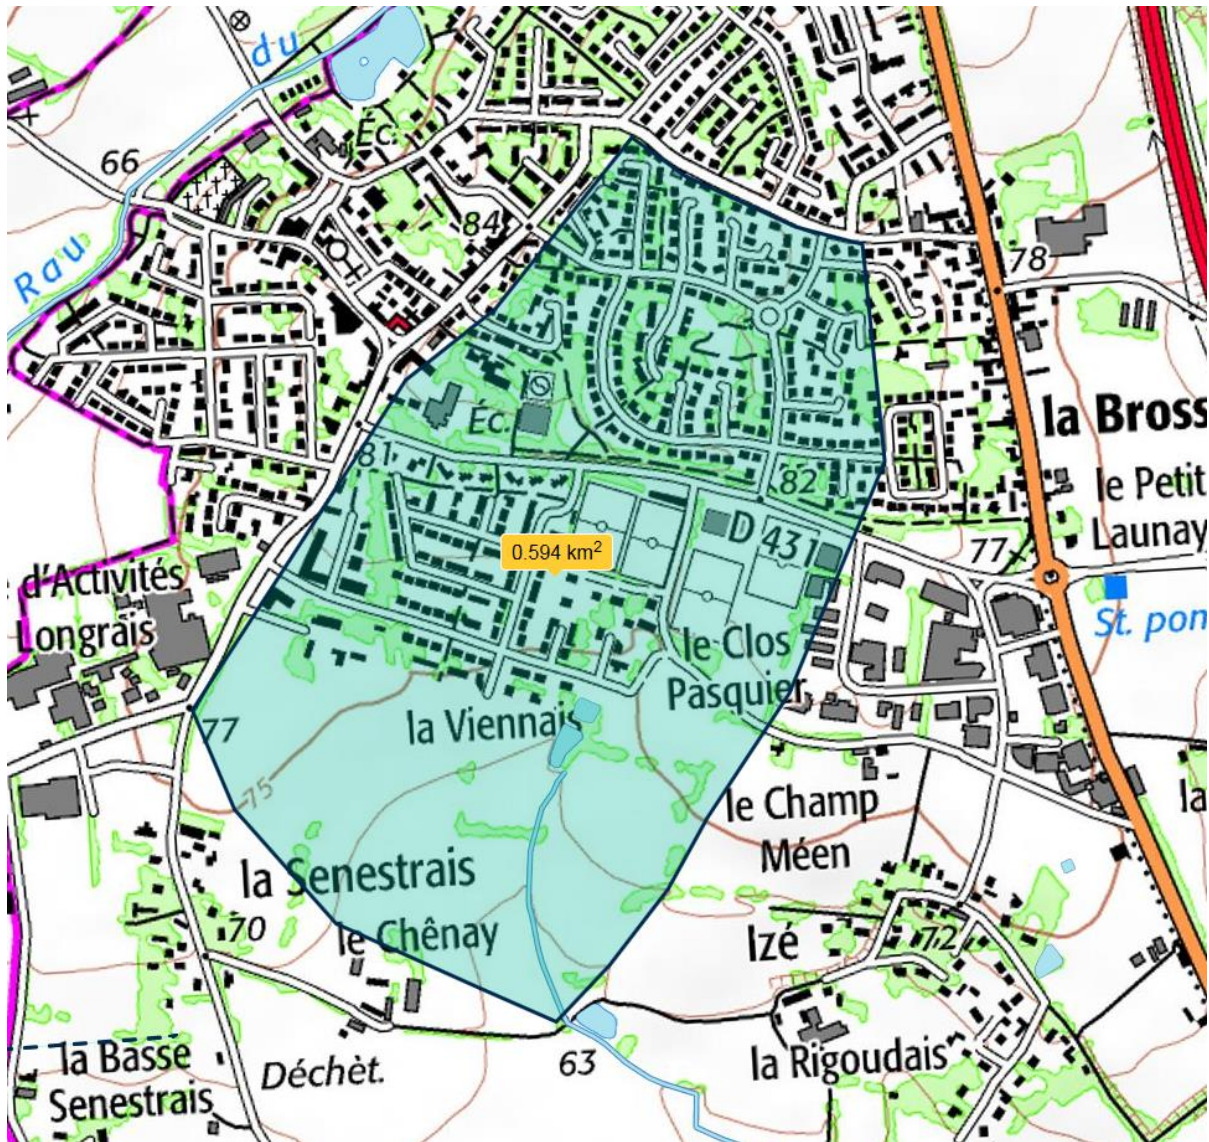 du
Éc.
66
84
Rau
78
la Bross
Éc.
81
82
le Petit
Launay
D 431
0.594 km²
77
d'Activités
Longrais
St. pon
le Clos
Pasquier
la Viennais
77
75
le Champ
Méen
la
la Senestrais
70
le Chênay
Izé
72
la Basse
Senestrais
Déchèt.
63
la Rigoudais